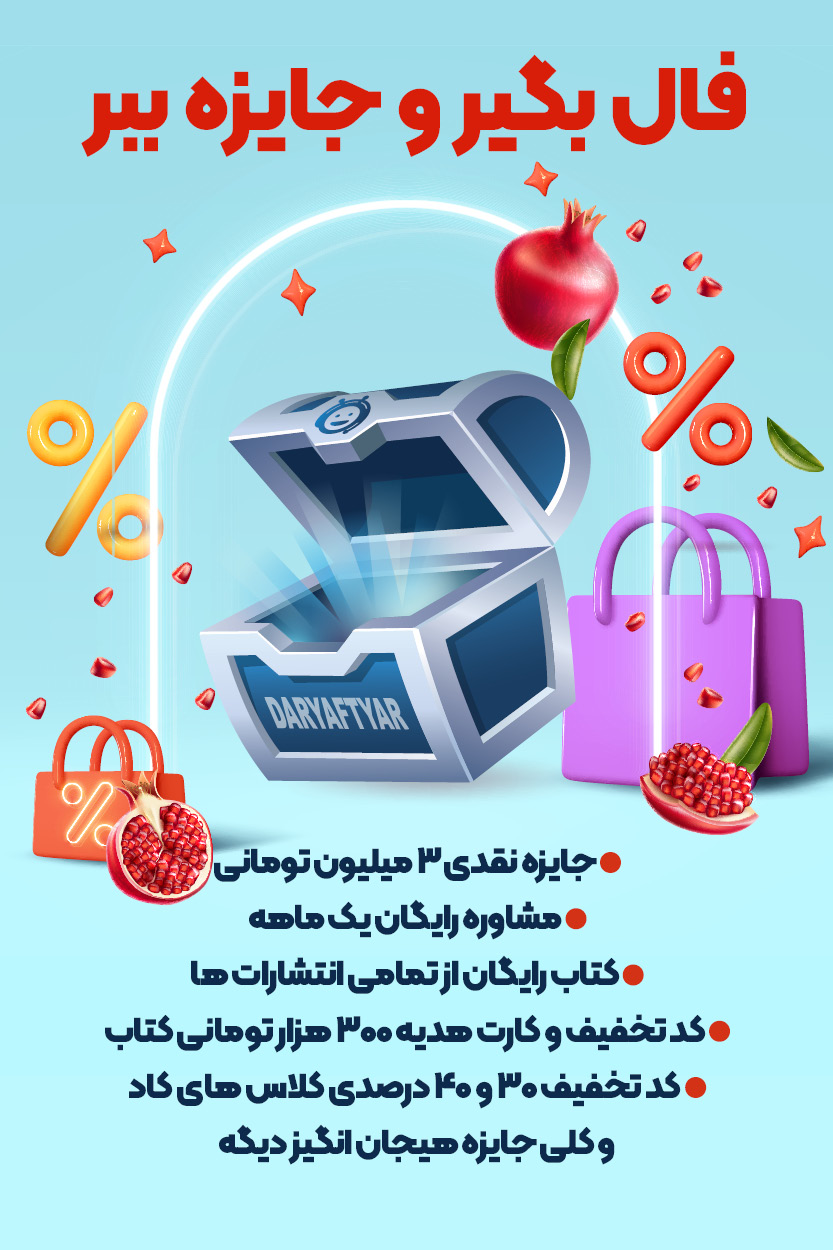 فال بگیر و جایزه ببر
DARYAFTYAR
جایزه نقدی ۳ میلیون تومانی
مشاوره رایگان یک ماهه
کتاب رایگان از تمامی انتشارات ها
کد تخفیف و کارت هدیه ۳۰۰ هزار تومانی کتاب
کد تخفیف ۳۰ و ۴۰ درصدی کلاس های کاد
و کلی جایزه هیجان انگیز دیگه